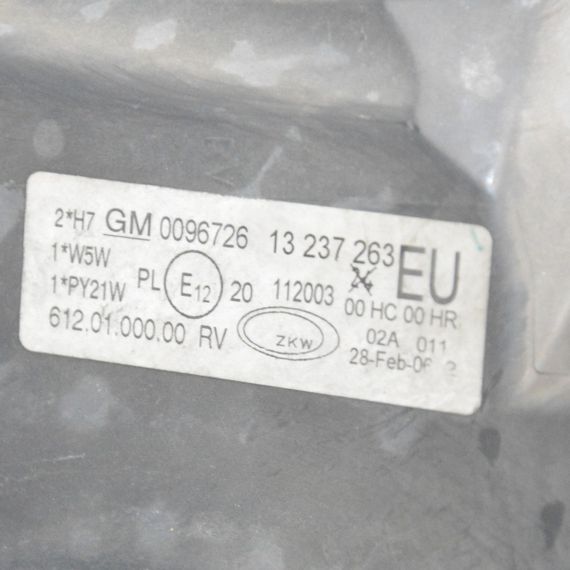 2*H7 GM 0096726 13 237 263 EU
1*W5W
1*PY21W PL E12 20 112003 00 HC 00 HR
612.01.000.00 RV ZKW 02A 011
28-Feb-06